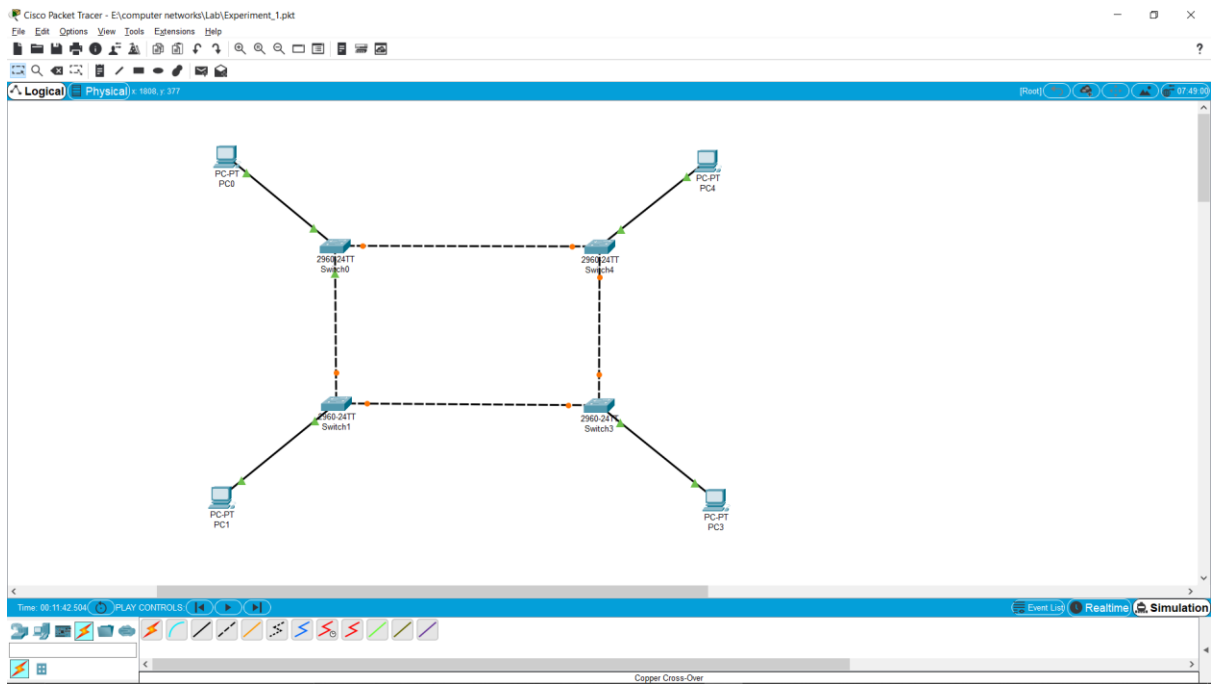 Cisco Packet Tracer - E:\computer networks\Lab\Experiment_1.pkt
File Edit Options View Tools Extensions Help
?
Logical Physical x: 1808, y: 377 [Root] 07:49:00
PC-PT
PC0
PC-PT
PC4
2960-24TT
Switch0
2960-24TT
Switch4
2960-24TT
Switch1
2960-24TT
Switch3
PC-PT
PC1
PC-PT
PC3
Time: 00:11:42.504 PLAY CONTROLS: Event List Realtime Simulation
Copper Cross-Over